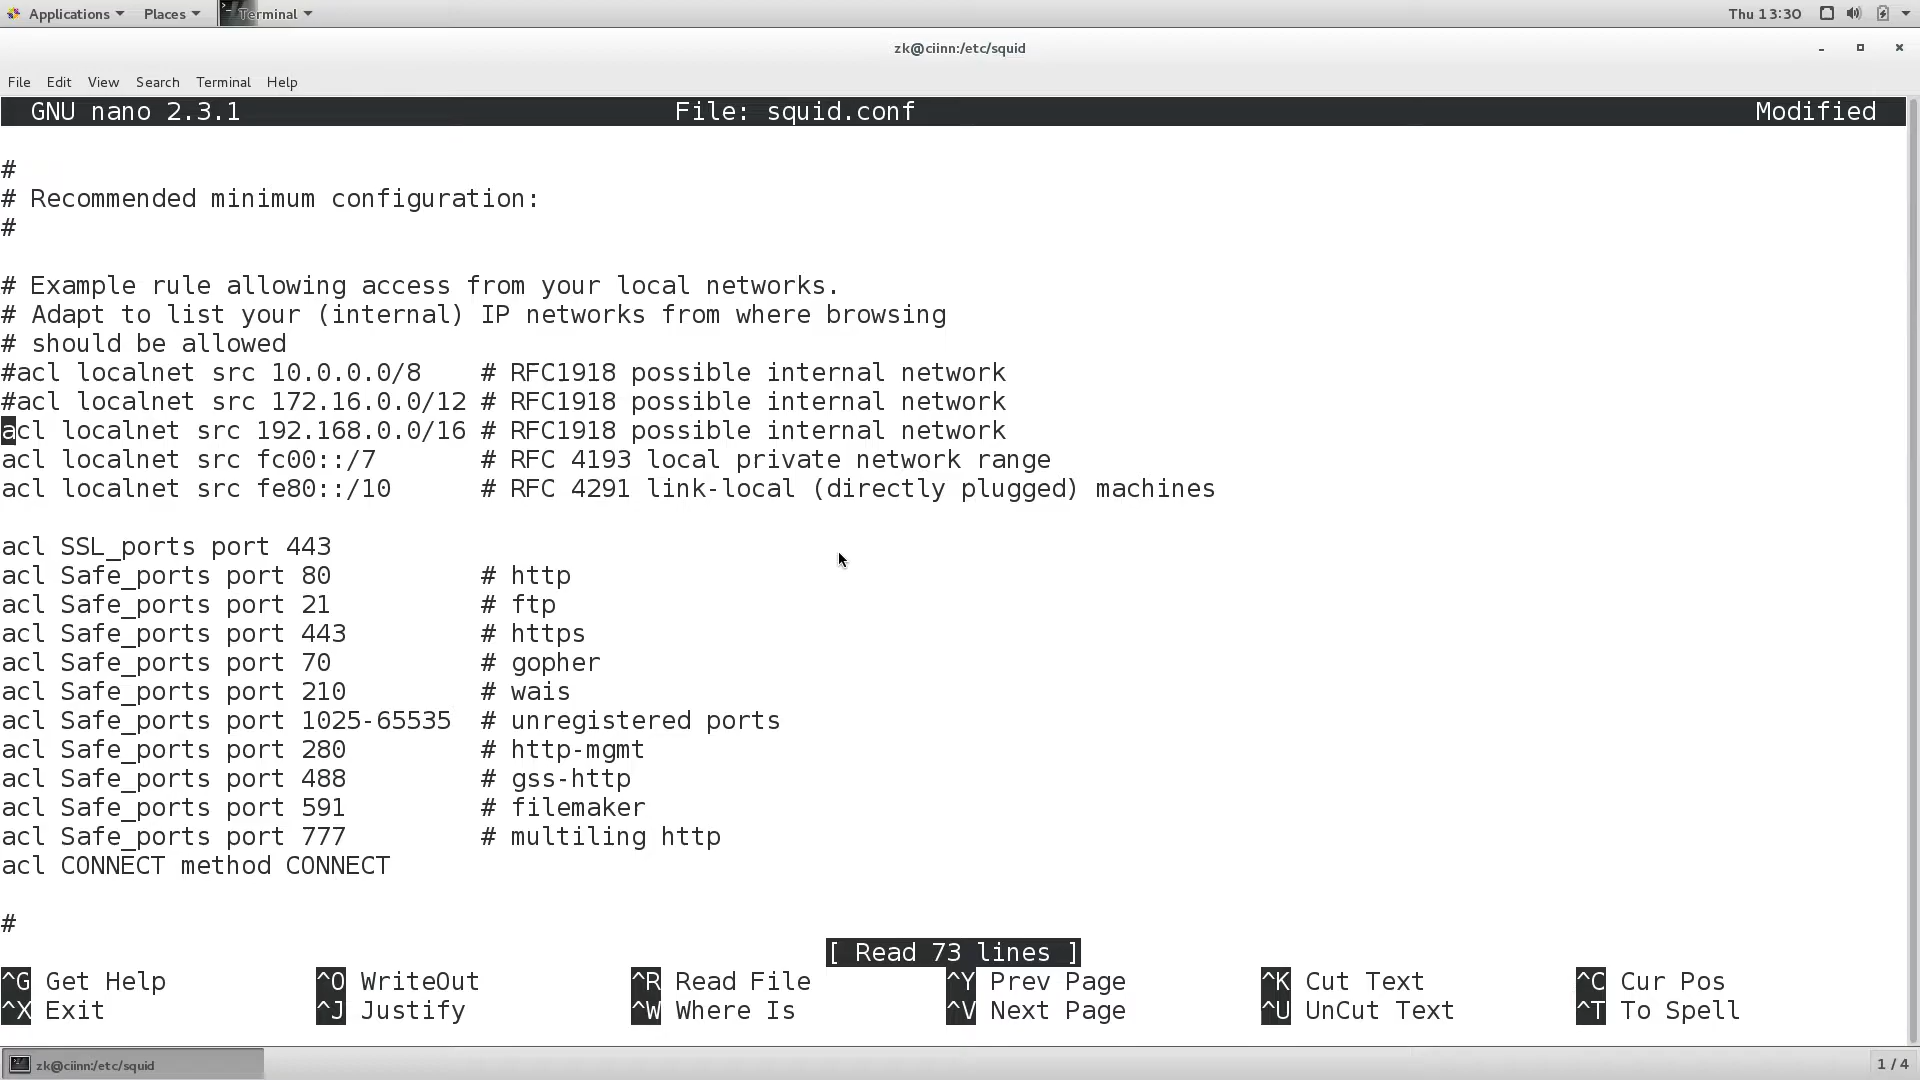 Applications Places Terminal Thu 13:30
zk@ciinn:/etc/squid
File Edit View Search Terminal Help
GNU nano 2.3.1 File: squid.conf Modified
#
# Recommended minimum configuration:
#
# Example rule allowing access from your local networks.
# Adapt to list your (internal) IP networks from where browsing
# should be allowed
#acl localnet src 10.0.0.0/8 # RFC1918 possible internal network
#acl localnet src 172.16.0.0/12 # RFC1918 possible internal network
acl localnet src 192.168.0.0/16 # RFC1918 possible internal network
acl localnet src fc00::/7 # RFC 4193 local private network range
acl localnet src fe80::/10 # RFC 4291 link-local (directly plugged) machines
acl SSL_ports port 443
acl Safe_ports port 80 # http
acl Safe_ports port 21 # ftp
acl Safe_ports port 443 # https
acl Safe_ports port 70 # gopher
acl Safe_ports port 210 # wais
acl Safe_ports port 1025-65535 # unregistered ports
acl Safe_ports port 280 # http-mgmt
acl Safe_ports port 488 # gss-http
acl Safe_ports port 591 # filemaker
acl Safe_ports port 777 # multiling http
acl CONNECT method CONNECT
#
[ Read 73 lines ]
^G Get Help ^O WriteOut ^R Read File ^Y Prev Page ^K Cut Text ^C Cur Pos
^X Exit ^J Justify ^W Where Is ^V Next Page ^U UnCut Text ^T To Spell
zk@ciinn:/etc/squid 1 / 4